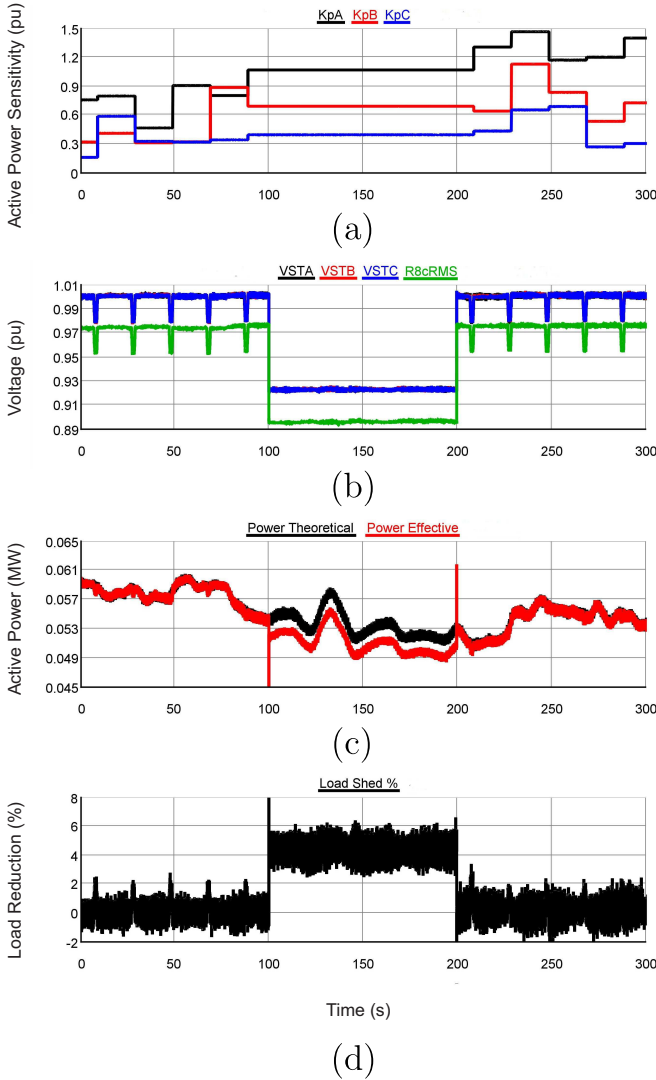 KpA KpB KpC
Active Power Sensitivity (pu)
1.5
1.2
0.9
0.6
0.3
0
0 50 100 150 200 250 300
(a)
VSTA VSTB VSTC R8cRMS
Voltage (pu)
1.01
0.99
0.97
0.95
0.93
0.91
0.89
0 50 100 150 200 250 300
(b)
Power Theoretical Power Effective
Active Power (MW)
0.065
0.061
0.057
0.053
0.049
0.045
0 50 100 150 200 250 300
(c)
Load Shed %
Load Reduction (%)
8
6
4
2
0
-2
0 50 100 150 200 250 300
Time (s)
(d)